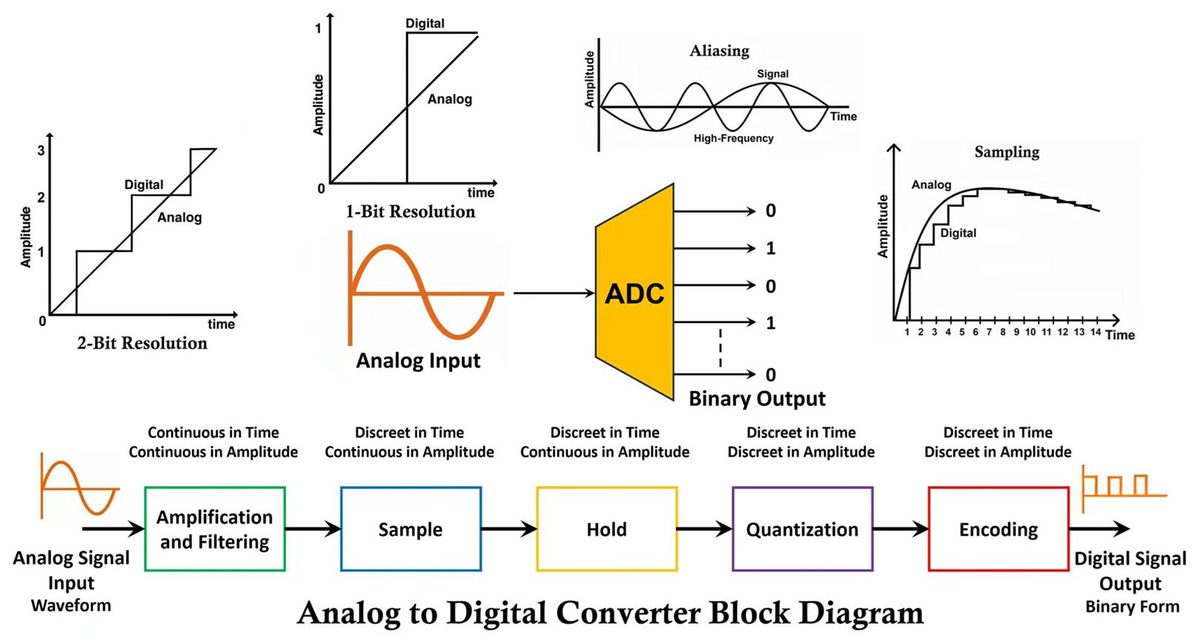 1
Digital
Amplitude
Analog
0
time
1-Bit Resolution
Aliasing
Amplitude
Signal
Time
High-Frequency
3
Digital
2
Analog
Amplitude
1
0
time
2-Bit Resolution
Sampling
Analog
Amplitude
Digital
1 2 3 4 5 6 7 8 9 10 11 12 13 14 Time
Analog Input
ADC
0
1
0
1
0
Binary Output
Continuous in Time
Continuous in Amplitude
Discreet in Time
Continuous in Amplitude
Discreet in Time
Continuous in Amplitude
Discreet in Time
Discreet in Amplitude
Discreet in Time
Discreet in Amplitude
Analog Signal
Input
Waveform
Amplification
and Filtering
Sample
Hold
Quantization
Encoding
Digital Signal
Output
Binary Form
Analog to Digital Converter Block Diagram